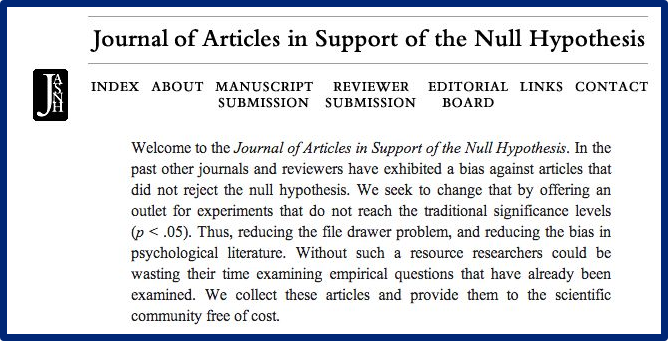 Journal of Articles in Support of the Null Hypothesis
JASNH
INDEX ABOUT MANUSCRIPT SUBMISSION REVIEWER SUBMISSION EDITORIAL BOARD LINKS CONTACT
Welcome to the Journal of Articles in Support of the Null Hypothesis. In the
past other journals and reviewers have exhibited a bias against articles that
did not reject the null hypothesis. We seek to change that by offering an
outlet for experiments that do not reach the traditional significance levels
(p < .05). Thus, reducing the file drawer problem, and reducing the bias in
psychological literature. Without such a resource researchers could be
wasting their time examining empirical questions that have already been
examined. We collect these articles and provide them to the scientific
community free of cost.